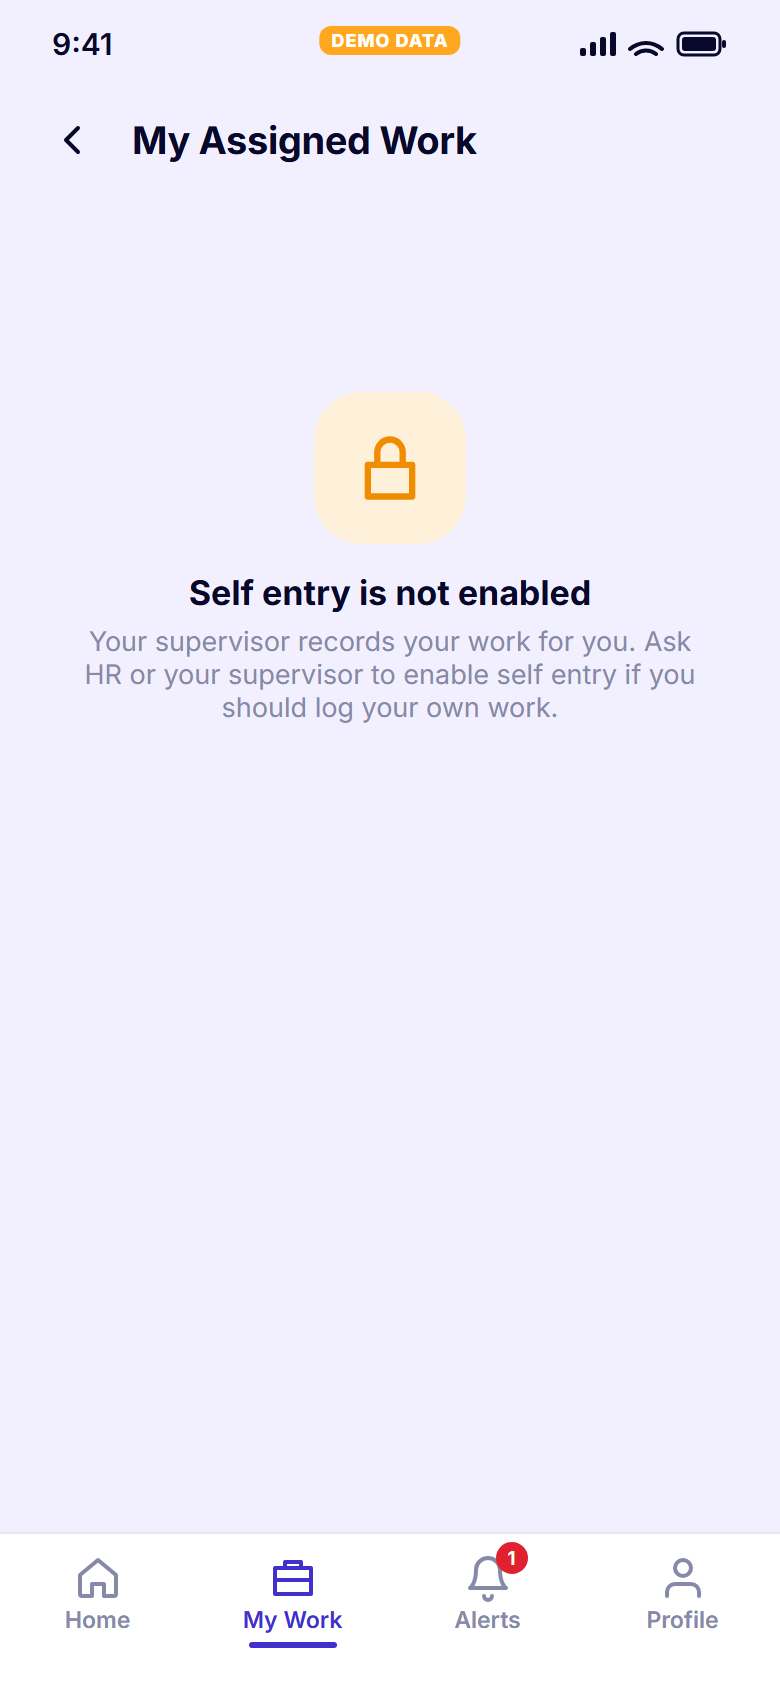 9:41
DEMO DATA
My Assigned Work
Self entry is not enabled
Your supervisor records your work for you. Ask
HR or your supervisor to enable self entry if you
should log your own work.
1
Home
My Work
Alerts
Profile